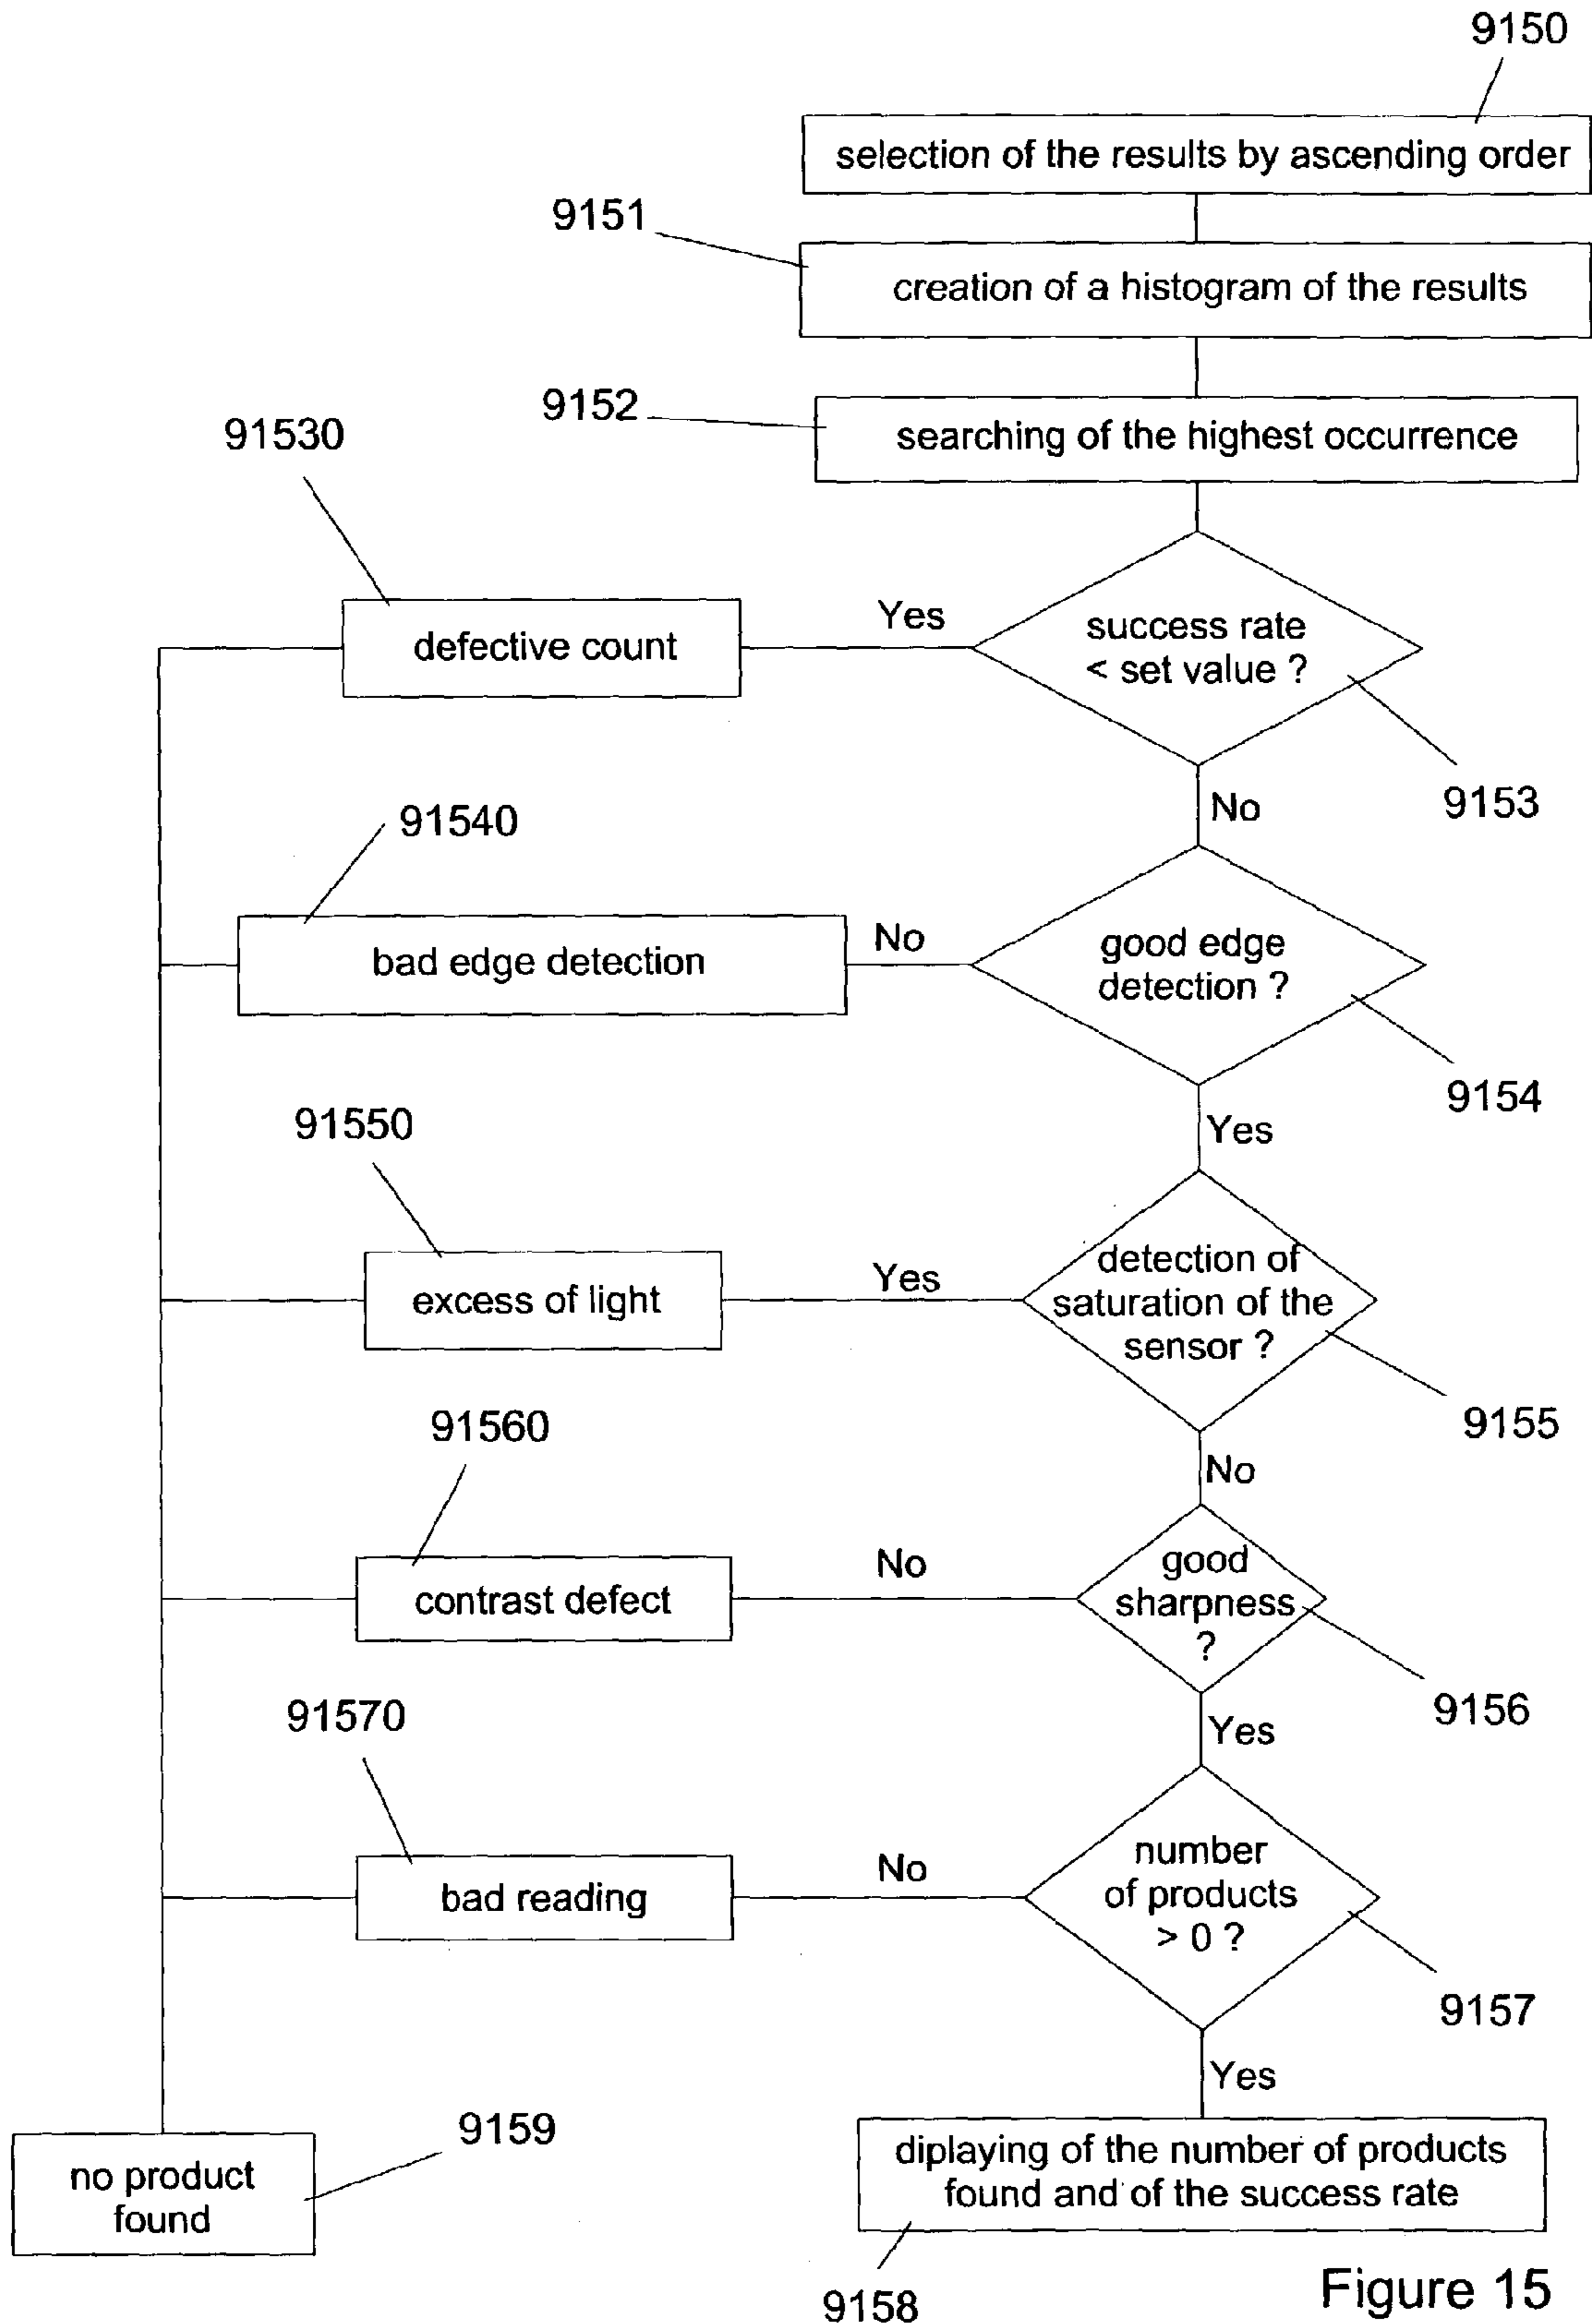 9150
selection of the results by ascending order
9151
creation of a histogram of the results
9152
searching of the highest occurrence
91530
defective count
Yes
success rate
< set value ?
9153
No
91540
bad edge detection
No
good edge
detection ?
9154
Yes
91550
excess of light
Yes
detection of
saturation of the
sensor ?
9155
No
91560
contrast defect
No
good
sharpness
?
9156
Yes
91570
bad reading
No
number
of products
> 0 ?
9157
Yes
9159
no product
found
diplaying of the number of products
found and of the success rate
9158
Figure 15